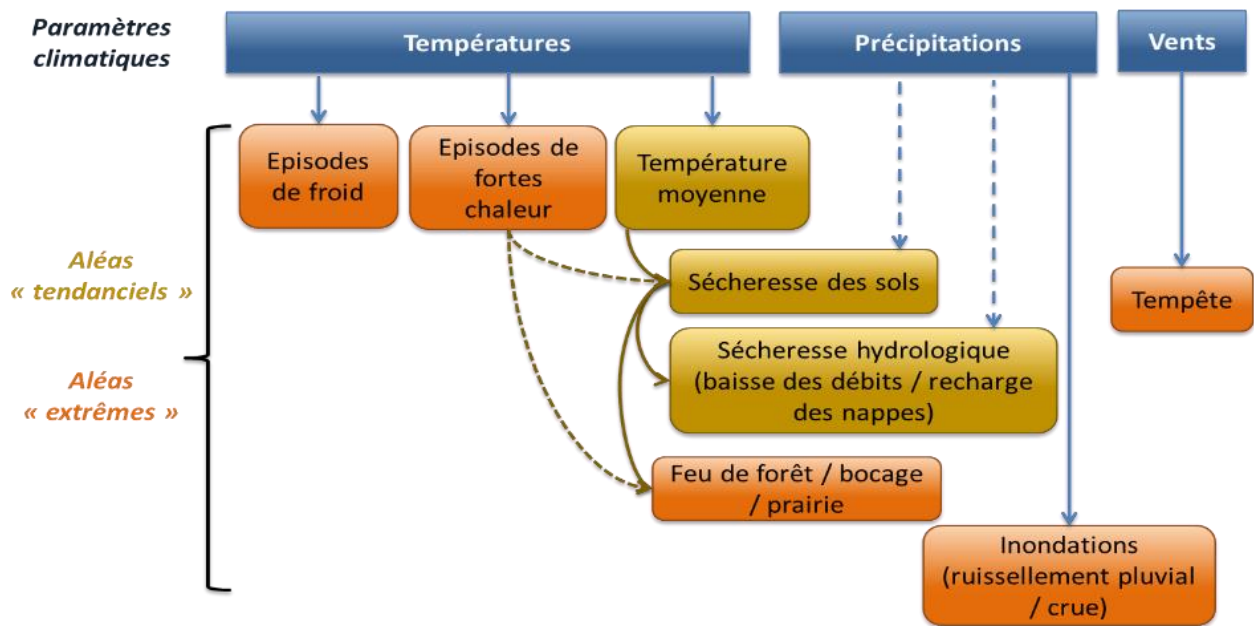 Paramètres
climatiques
Températures
Précipitations
Vents
Episodes
de froid
Episodes de
fortes
chaleur
Température
moyenne
Aléas
« tendanciels »
Sécheresse des sols
Tempête
Sécheresse hydrologique
(baisse des débits / recharge
des nappes)
Aléas
« extrêmes »
Feu de forêt / bocage
/ prairie
Inondations
(ruissellement pluvial
/ crue)